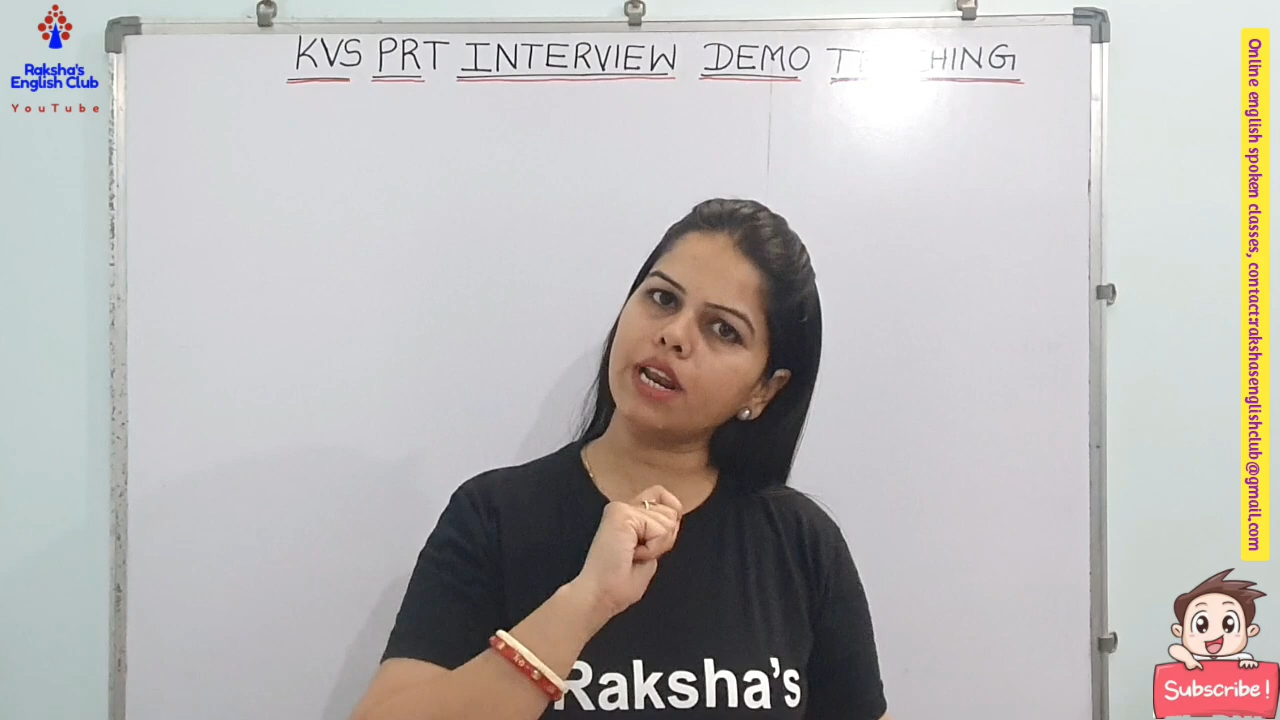 KVS PRT INTERVIEW DEMO
Raksha's
English Club
YouTube
Raksha's
Online english spoken classes, contact:rakshasenglishclub@gmail.com
Subscribe!